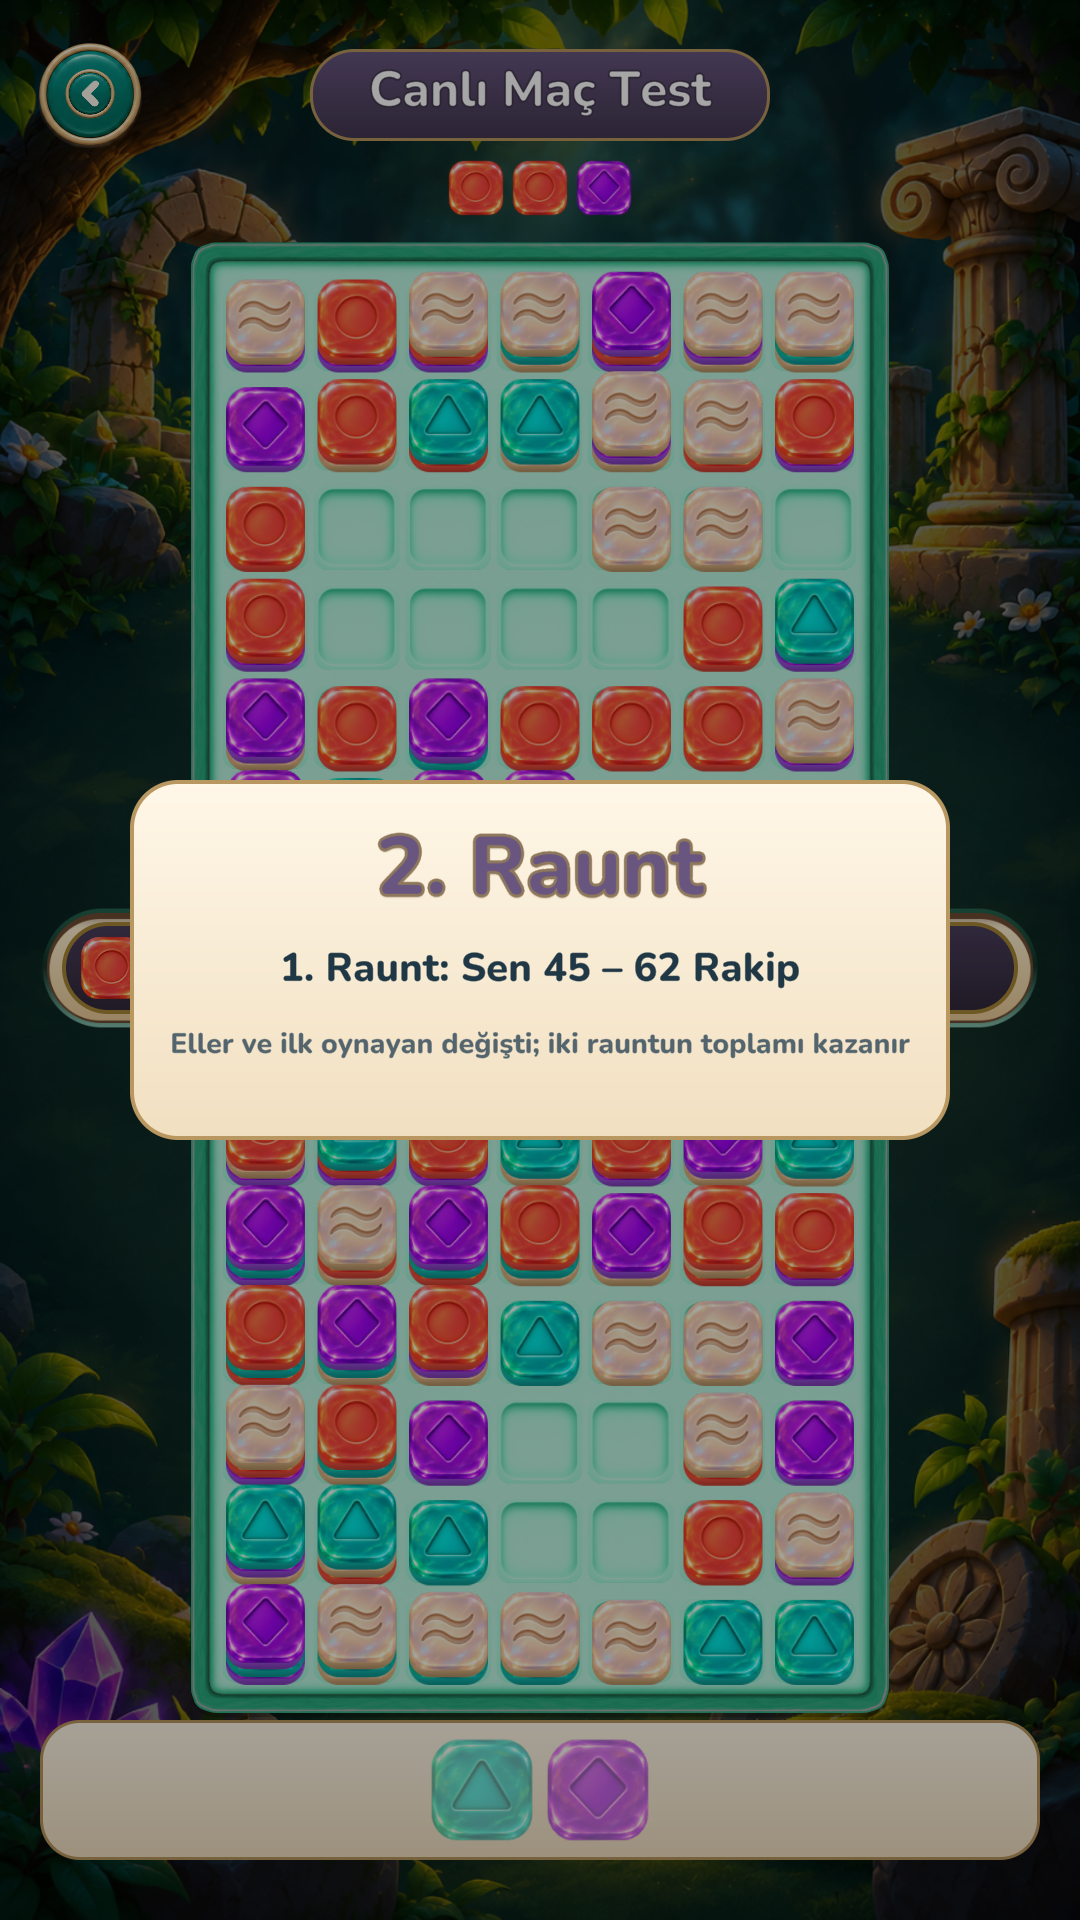 Canlı Maç Test
2. Raunt
1. Raunt: Sen 45 – 62 Rakip
Eller ve ilk oynayan değişti; iki rauntun toplamı kazanır